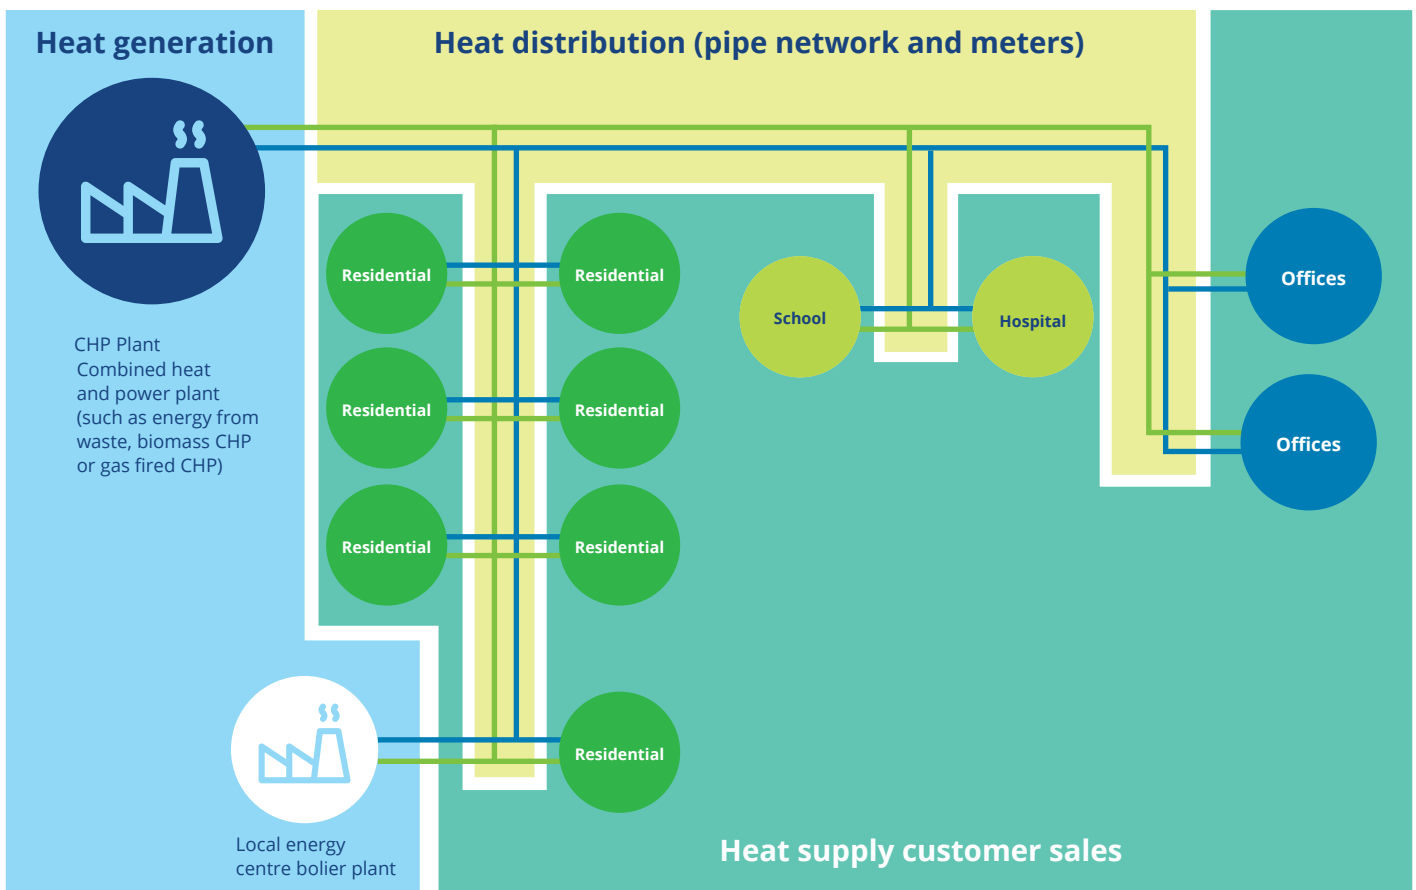 Heat generation
Heat distribution (pipe network and meters)
CHP Plant
Combined heat
and power plant
(such as energy from
waste, biomass CHP
or gas fired CHP)
Residential
Residential
School
Hospital
Offices
Residential
Residential
Offices
Residential
Residential
Residential
Local energy
centre bolier plant
Heat supply customer sales